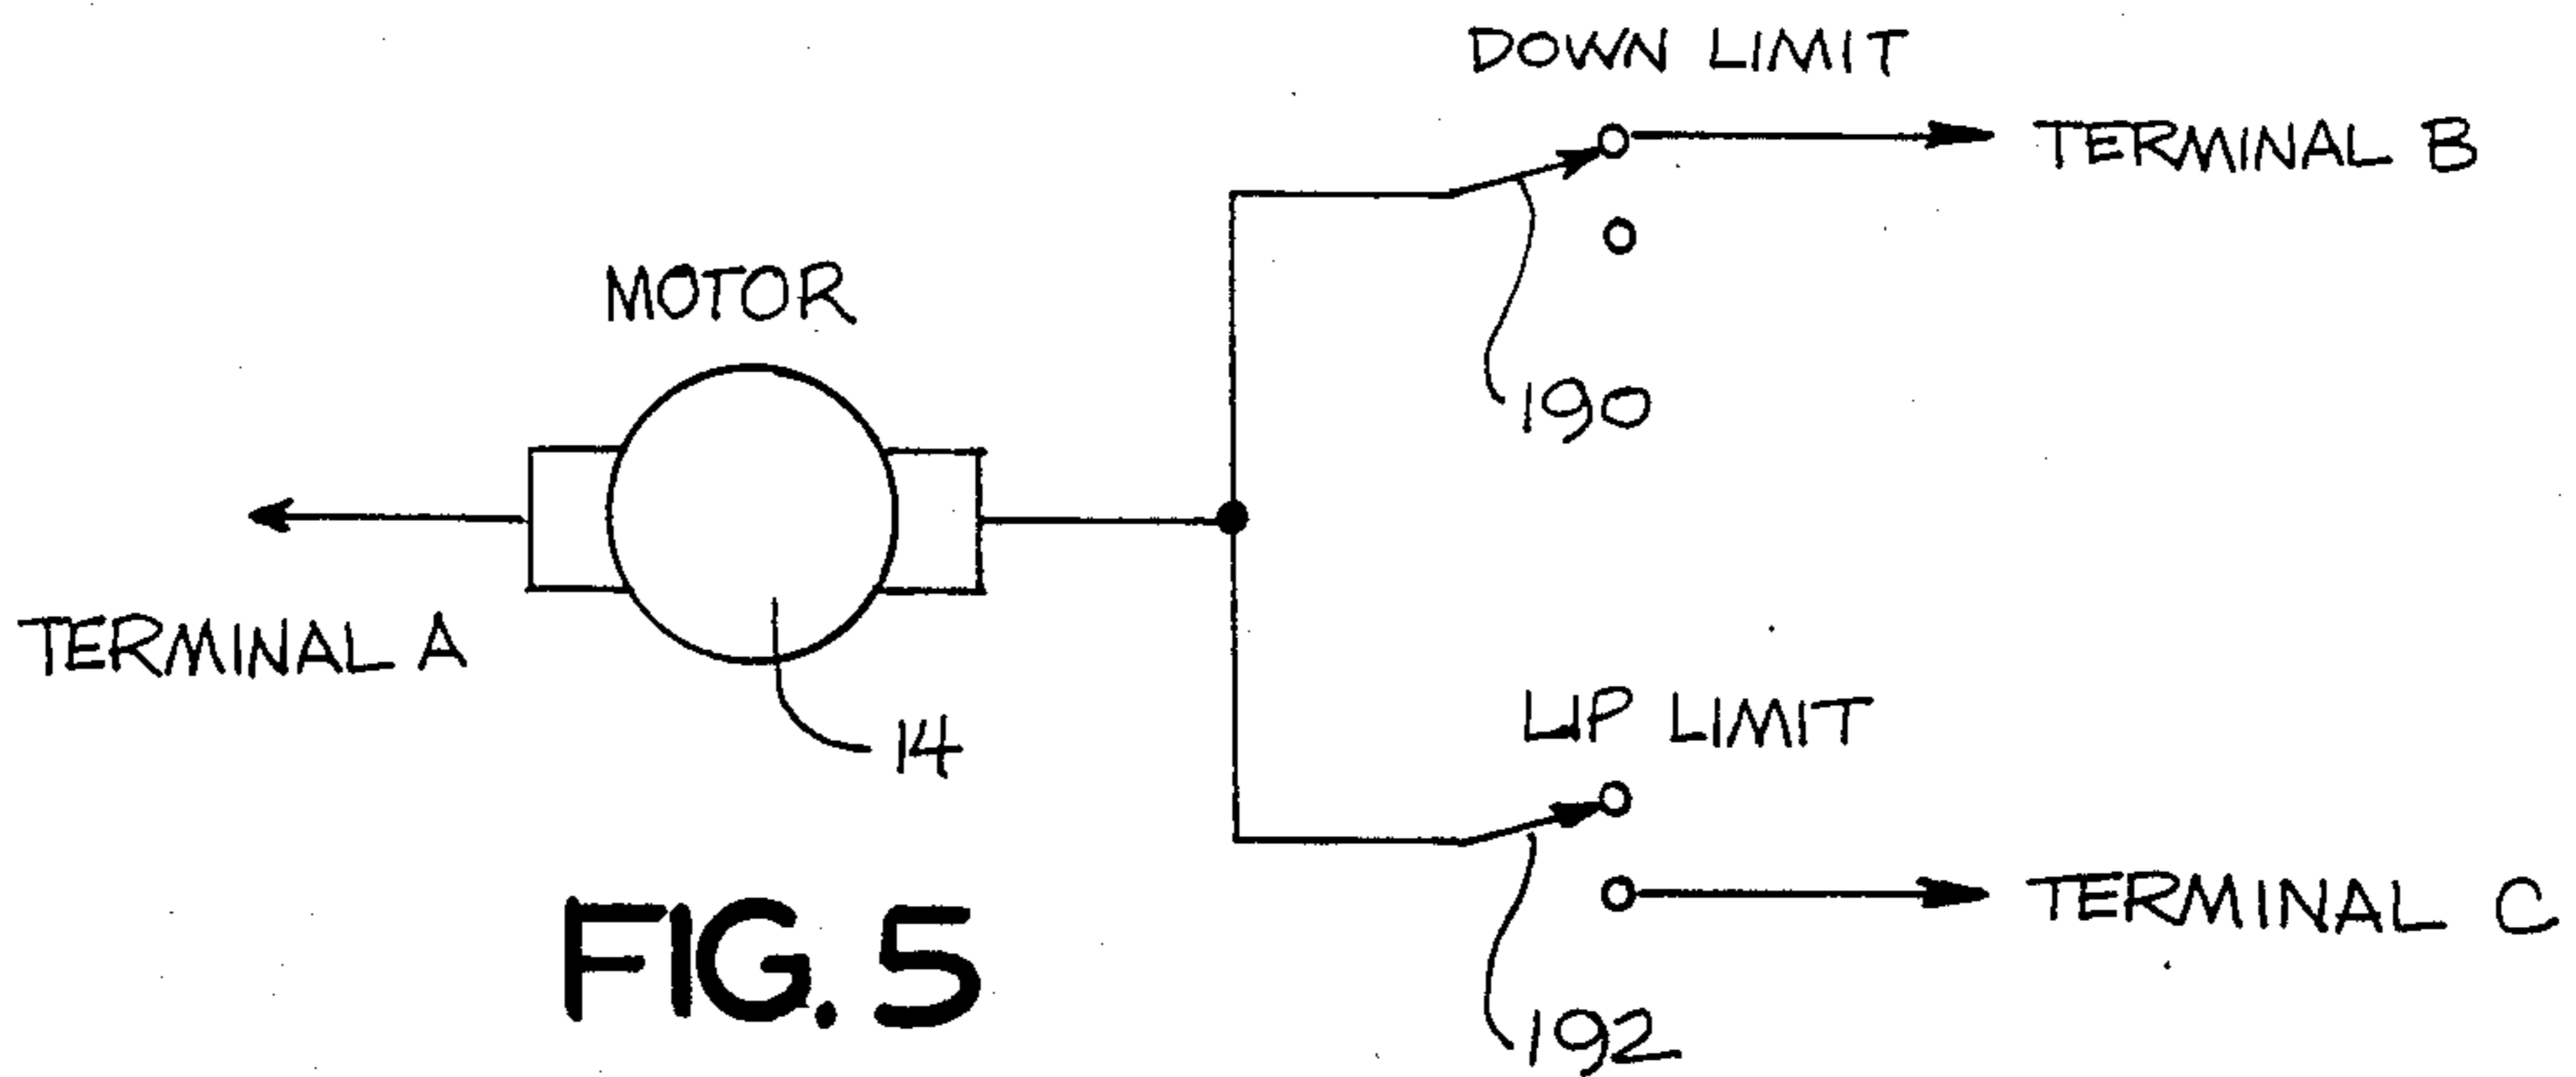 DOWN LIMIT
TERMINAL B
190
MOTOR
TERMINAL A
14
UP LIMIT
TERMINAL C
192
FIG. 5